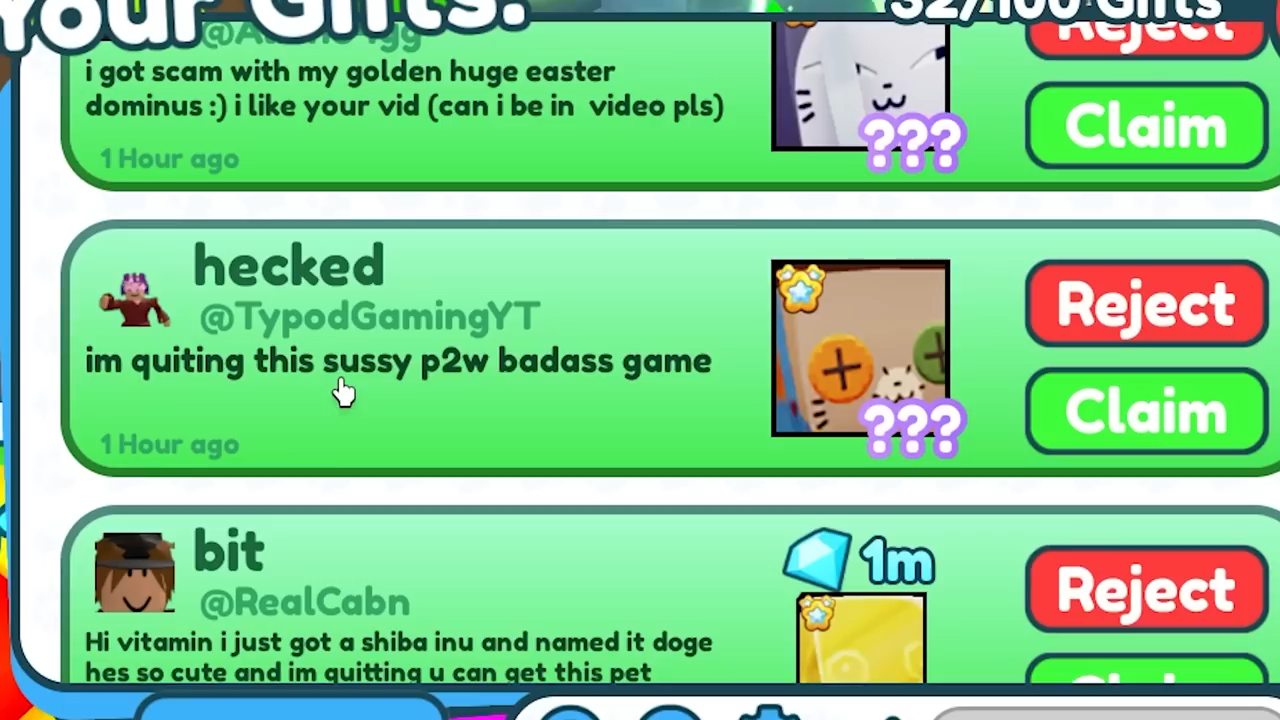 Your Gifts!
32/100 Gifts
Reject
i got scam with my golden huge easter
dominus :) i like your vid (can i be in video pls)
1 Hour ago
???
Claim
hecked
@TypodGamingYT
im quiting this sussy p2w badass game
1 Hour ago
???
Reject
Claim
bit
@RealCabn
Hi vitamin i just got a shiba inu and named it doge
hes so cute and im quitting u can get this pet
1m
Reject